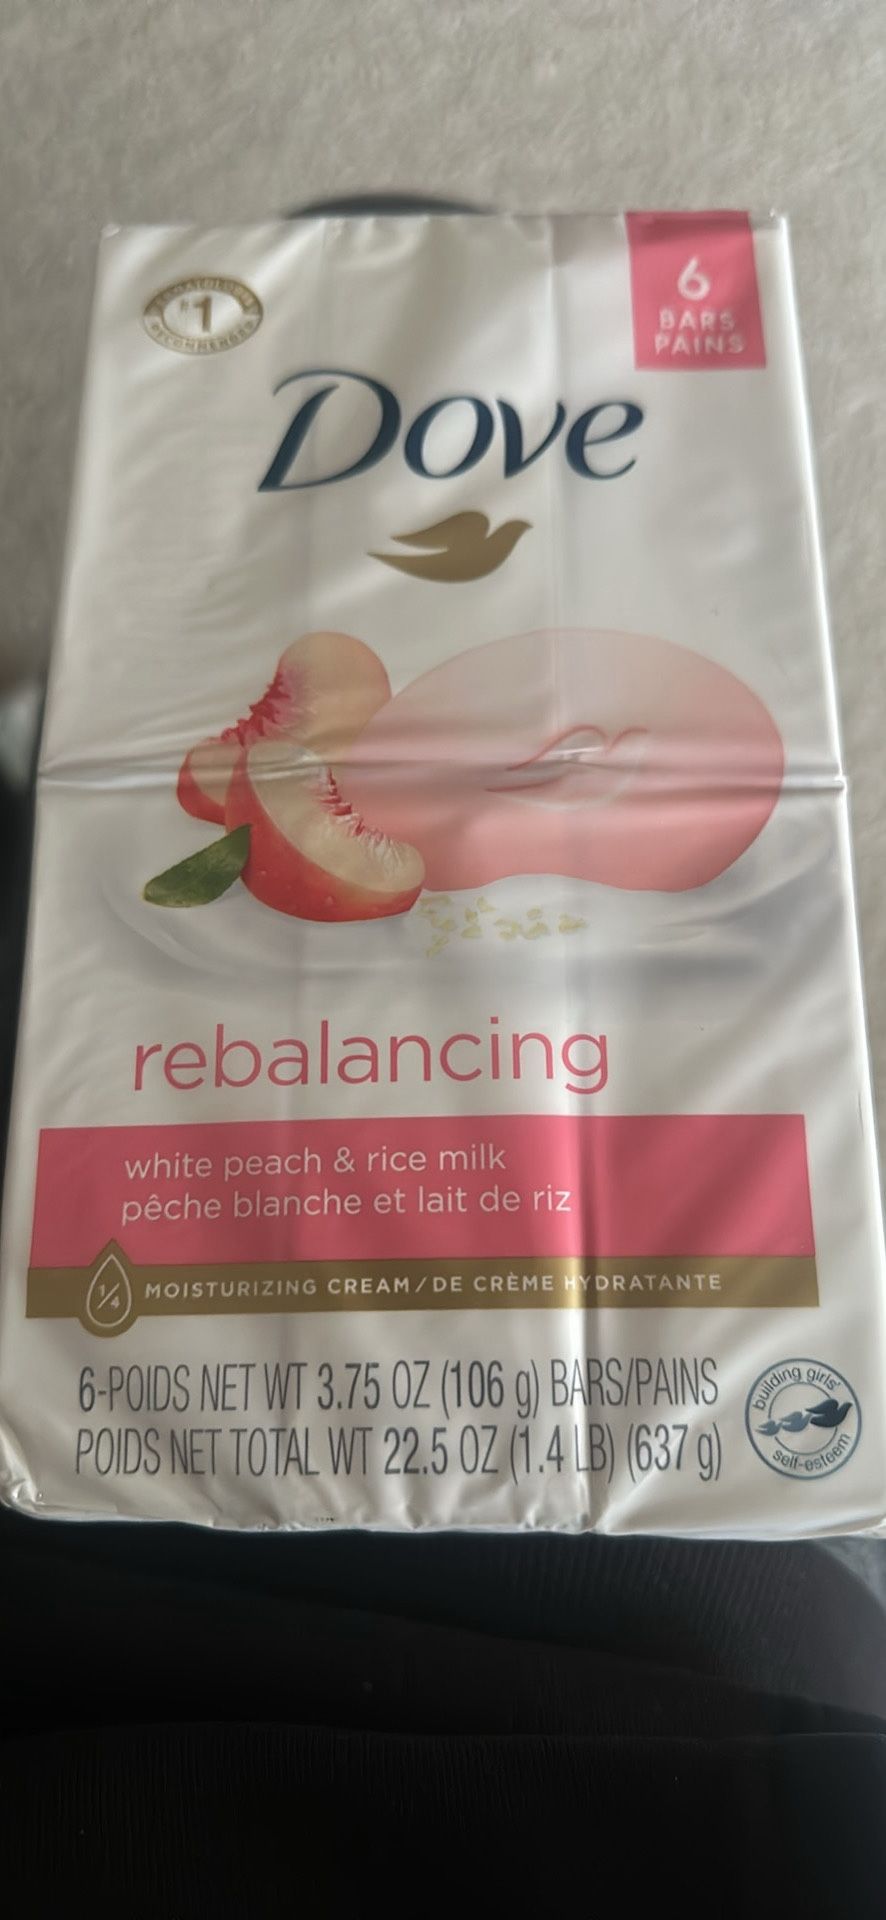 DERMATOLOGIST
#1
RECOMMENDED
6
BARS
PAINS
Dove
rebalancing
white peach & rice milk
pêche blanche et lait de riz
1/4 MOISTURIZING CREAM/DE CRÈME HYDRATANTE
6-POIDS NET WT 3.75 OZ (106 g) BARS/PAINS
POIDS NET TOTAL WT 22.5 OZ (1.4 LB) (637 g)
building girls'
self-esteem